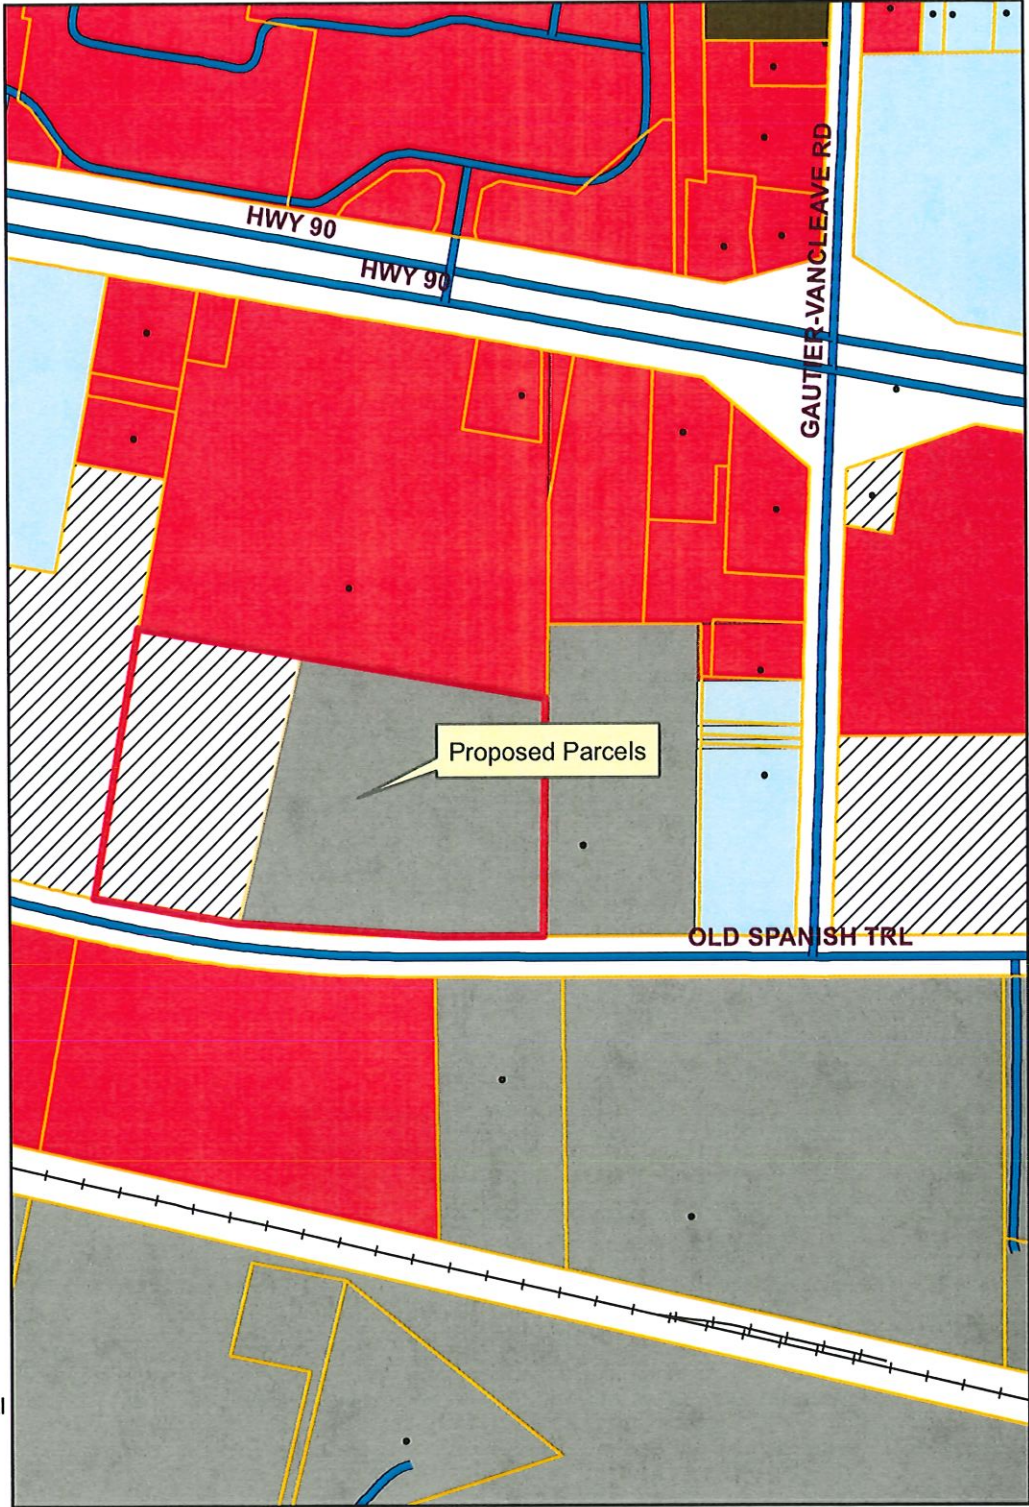 HWY 90
HWY 90
GAUTIER-VANCLEAVE RD
Proposed Parcels
OLD SPANISH TRL